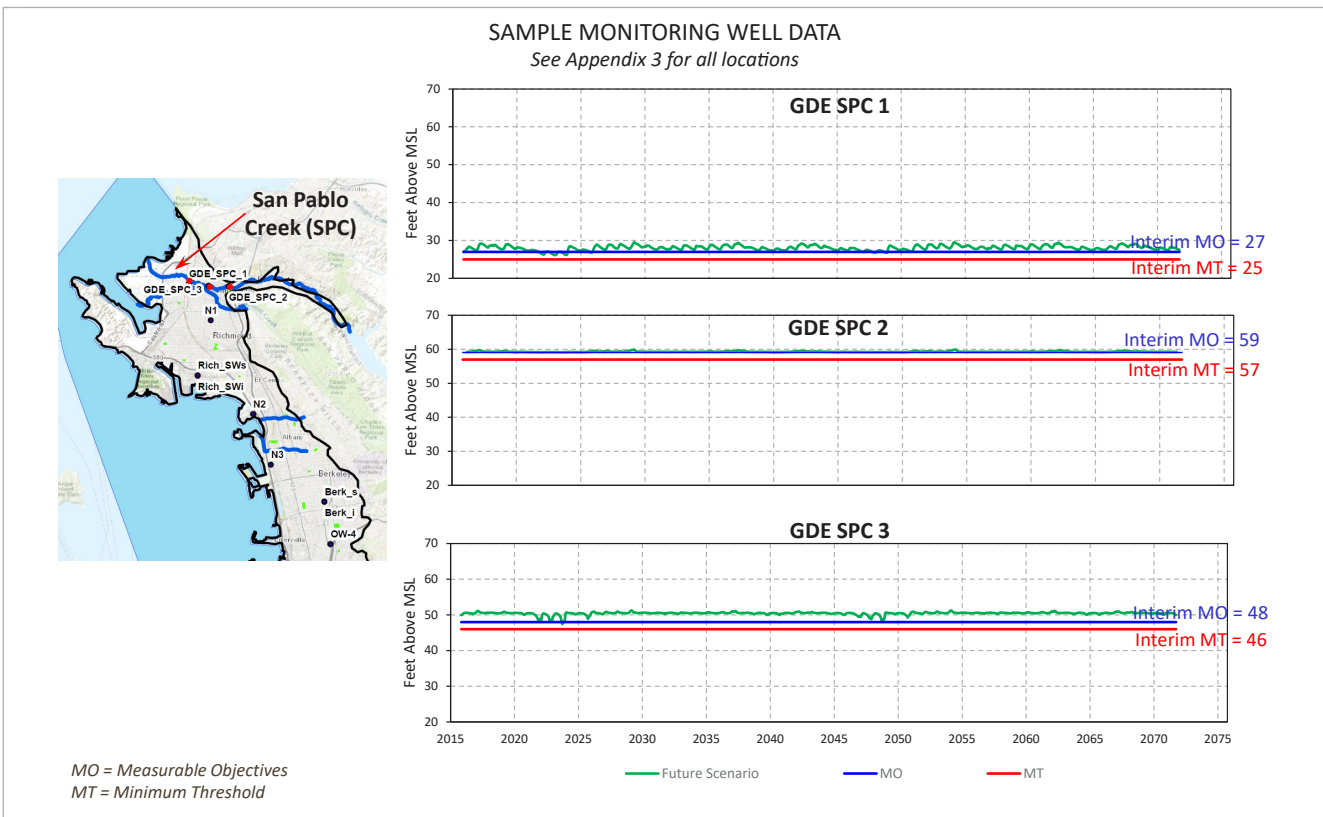 SAMPLE MONITORING WELL DATA
See Appendix 3 for all locations
San Pablo
Creek (SPC)
GDE_SPC_1
GDE_SPC_3
GDE_SPC_2
N1
Richmond
Rich_SWs
Rich_SWi
N2
Albany
N3
Berkeley
Berk_s
Berk_i
OW-4
GDE SPC 1
Feet Above MSL
70
60
50
40
30
20
Interim MO = 27
Interim MT = 25
GDE SPC 2
Feet Above MSL
70
60
50
40
30
20
Interim MO = 59
Interim MT = 57
GDE SPC 3
Feet Above MSL
70
60
50
40
30
20
Interim MO = 48
Interim MT = 46
2015 2020 2025 2030 2035 2040 2045 2050 2055 2060 2065 2070 2075
Future Scenario MO MT
MO = Measurable Objectives
MT = Minimum Threshold